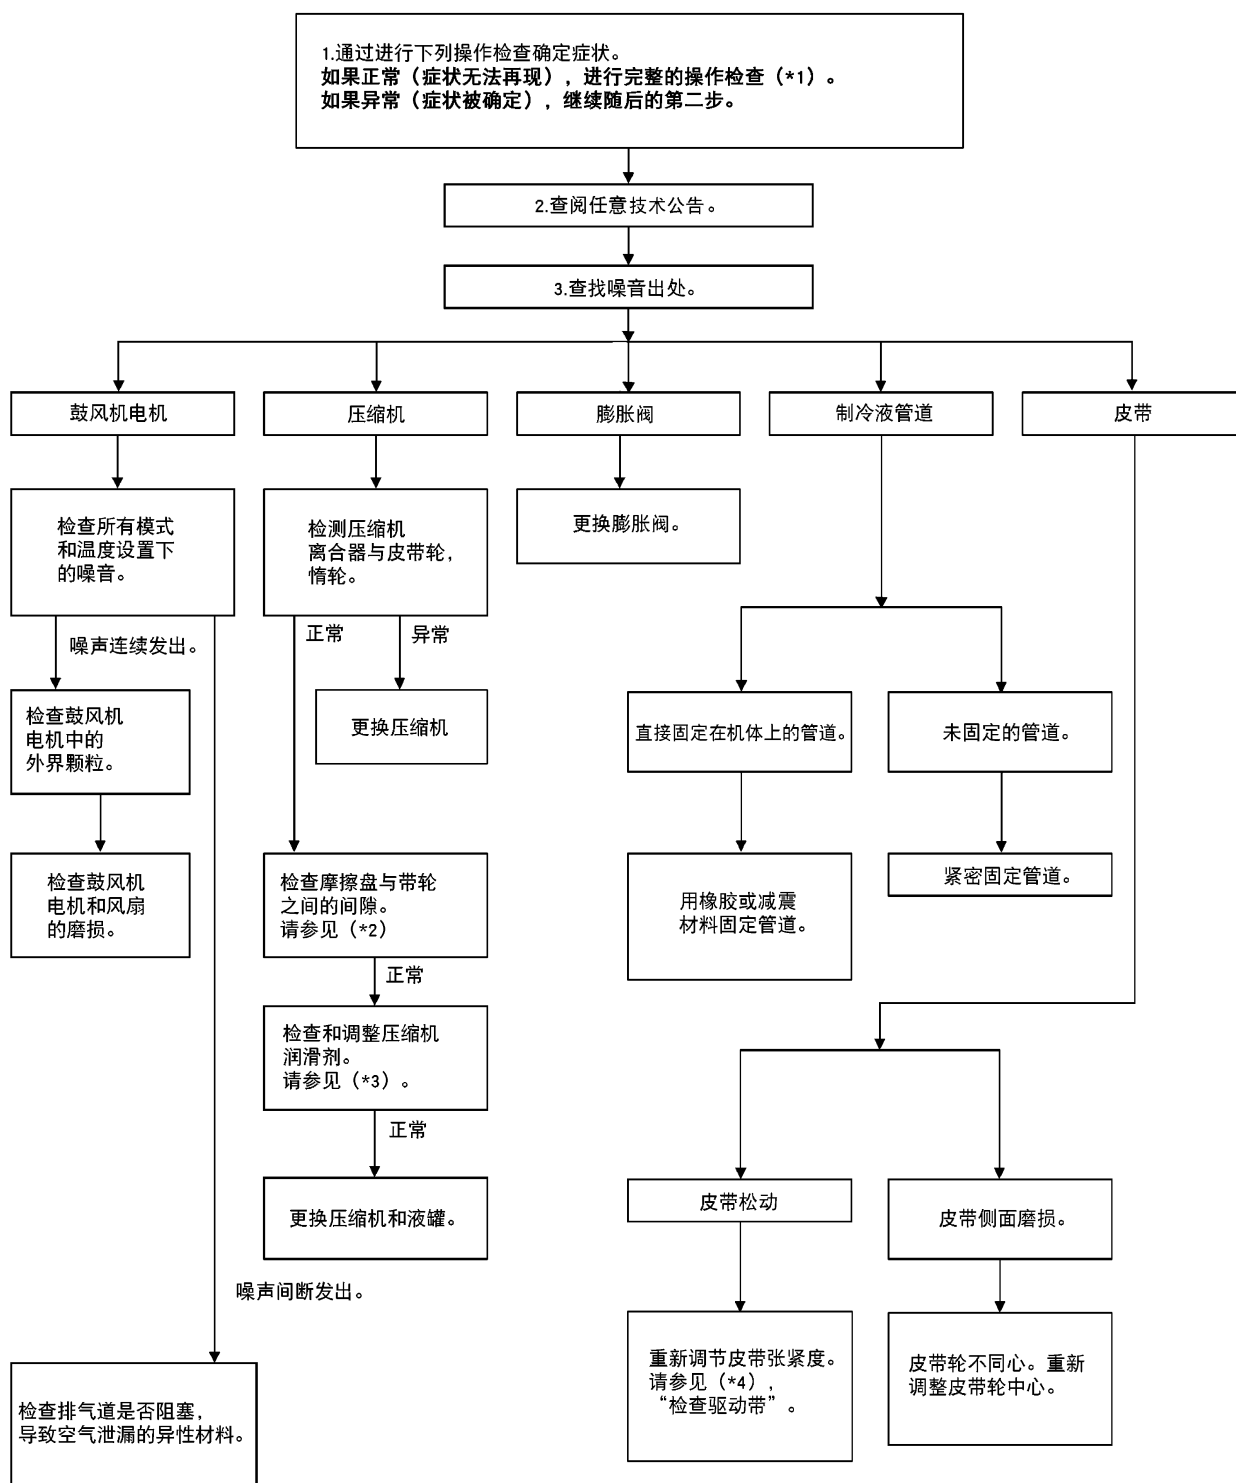 1.通过进行下列操作检查确定症状。
如果正常（症状无法再现），进行完整的操作检查（*1）。
如果异常（症状被确定），继续随后的第二步。
2.查阅任意技术公告。
3.查找噪音出处。
鼓风机电机
压缩机
膨胀阀
制冷液管道
皮带
检查所有模式
和温度设置下
的噪音。
检测压缩机
离合器与皮带轮，
惰轮。
更换膨胀阀。
噪声连续发出。
正常
异常
检查鼓风机
电机中的
外界颗粒。
更换压缩机
直接固定在机体上的管道。
未固定的管道。
检查鼓风机
电机和风扇
的磨损。
检查摩擦盘与带轮
之间的间隙。
请参见（*2）
用橡胶或减震
材料固定管道。
紧密固定管道。
正常
检查和调整压缩机
润滑剂。
请参见（*3）。
正常
更换压缩机和液罐。
皮带松动
皮带侧面磨损。
噪声间断发出。
重新调节皮带张紧度。
请参见（*4），
“检查驱动带”。
皮带轮不同心。重新
调整皮带轮中心。
检查排气道是否阻塞，
导致空气泄漏的异性材料。